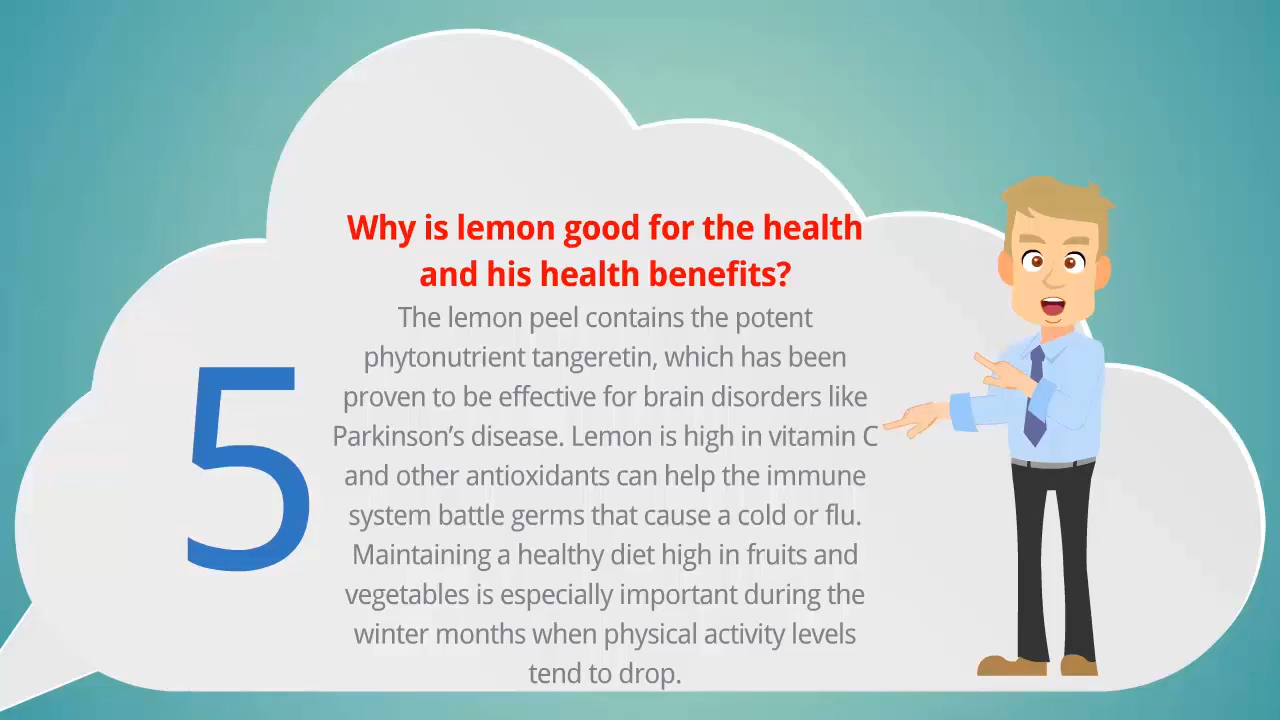 Why is lemon good for the health
and his health benefits?
The lemon peel contains the potent
phytonutrient tangeretin, which has been
proven to be effective for brain disorders like
Parkinson’s disease. Lemon is high in vitamin C
and other antioxidants can help the immune
system battle germs that cause a cold or flu.
Maintaining a healthy diet high in fruits and
vegetables is especially important during the
winter months when physical activity levels
tend to drop.
5